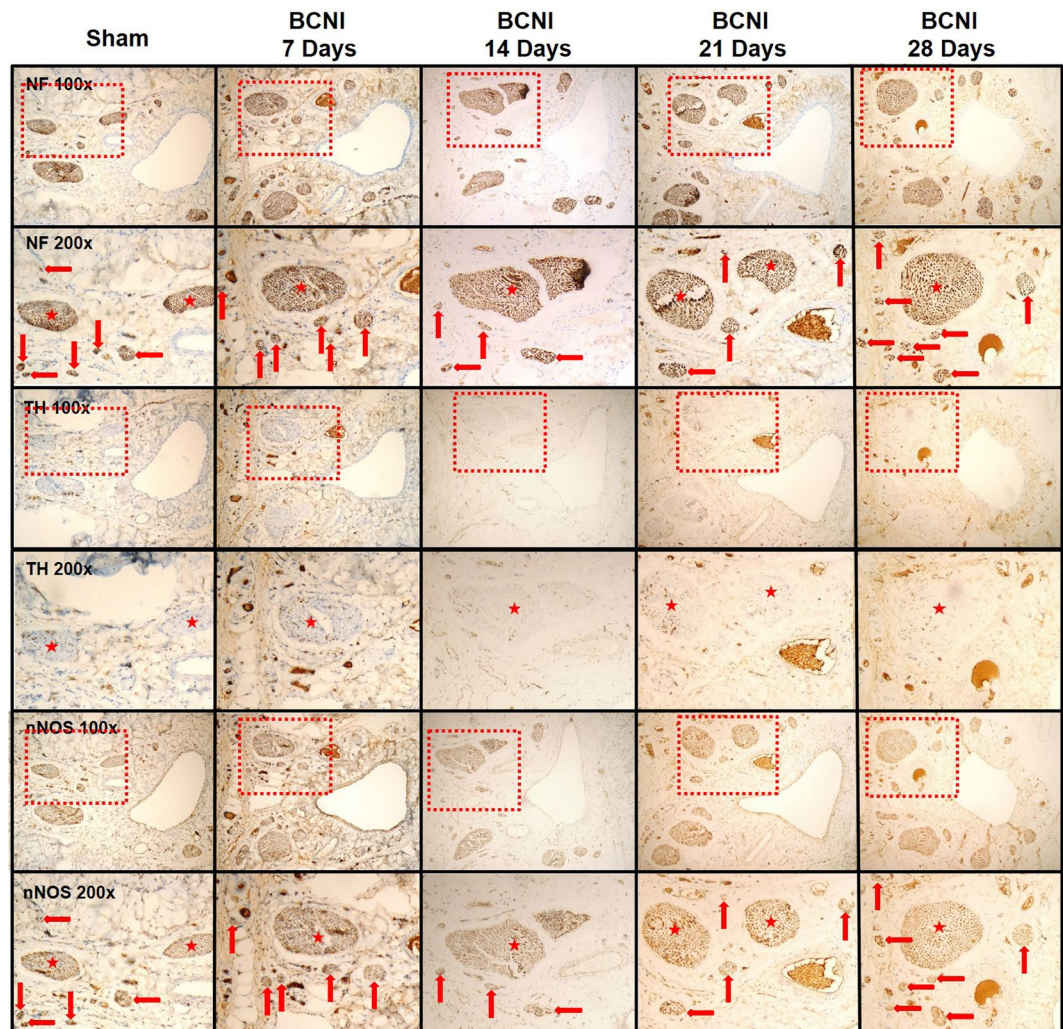 Sham
BCNI
7 Days
BCNI
14 Days
BCNI
21 Days
BCNI
28 Days
NF 100x
NF 200x
TH 100x
TH 200x
nNOS 100x
nNOS 200x